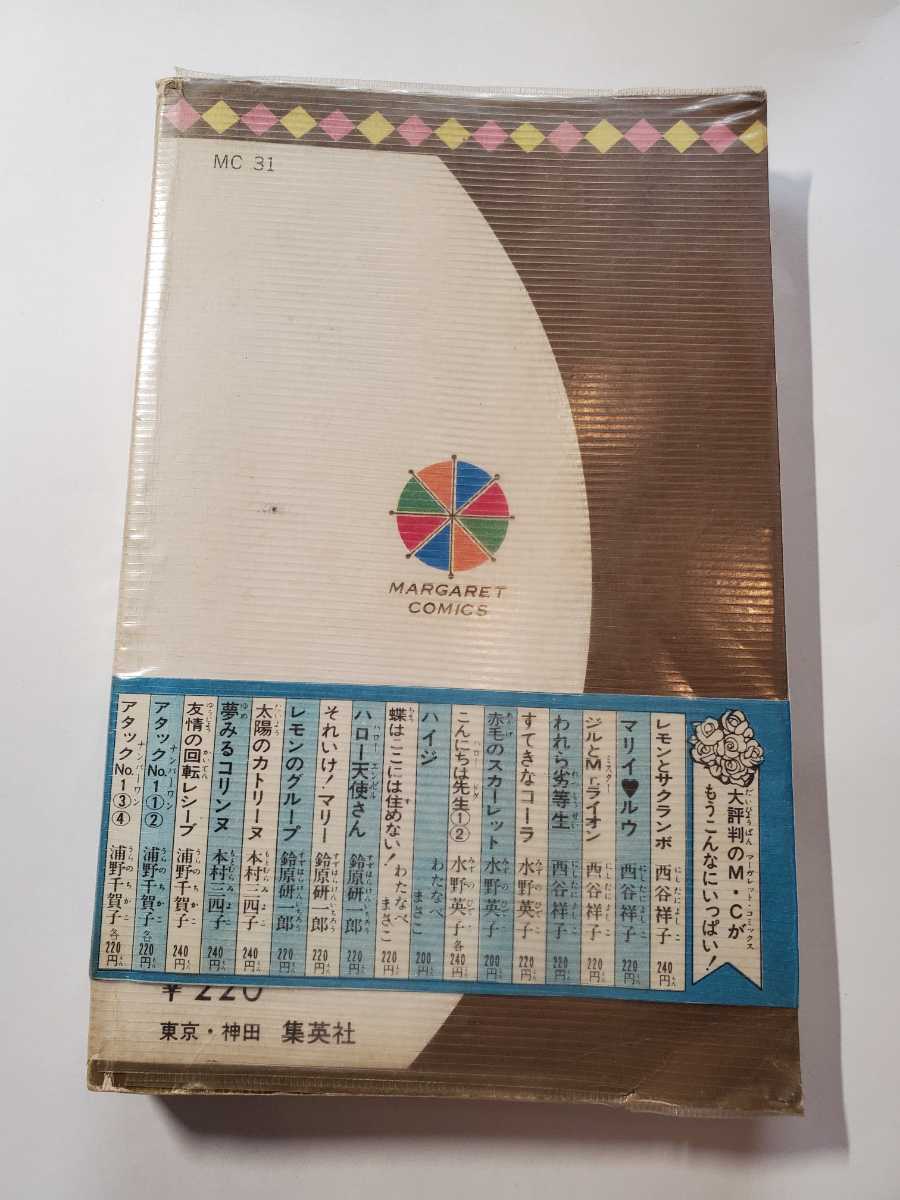 MC 31
MARGARET
COMICS
大評判のM・Cが
もうこんなにいっぱい!
レモンとサクランボ 西谷祥子 240円
マリイ♥ルウ 西谷祥子 220円
ジルとMrライオン 西谷祥子 220円
われら劣等生 西谷祥子 220円
すてきなコーラ 水野英子 220円
赤毛のスカーレット 水野英子 200円
こんにちは先生①② 水野英子 各240円
ハイジ わたなべまさこ 200円
蝶はここには住めない! わたなべまさこ 220円
ハロー天使さん 鈴原研一郎 220円
それいけ!マリー 鈴原研一郎 220円
レモンのグループ 鈴原研一郎 220円
太陽のカトリーヌ 本村三四子 240円
夢みるコリンヌ 本村三四子 240円
友情の回転レシーブ 浦野千賀子 240円
アタックNo.1①② 浦野千賀子 各220円
アタックNo.1③④ 浦野千賀子 各220円
¥220
東京・神田 集英社